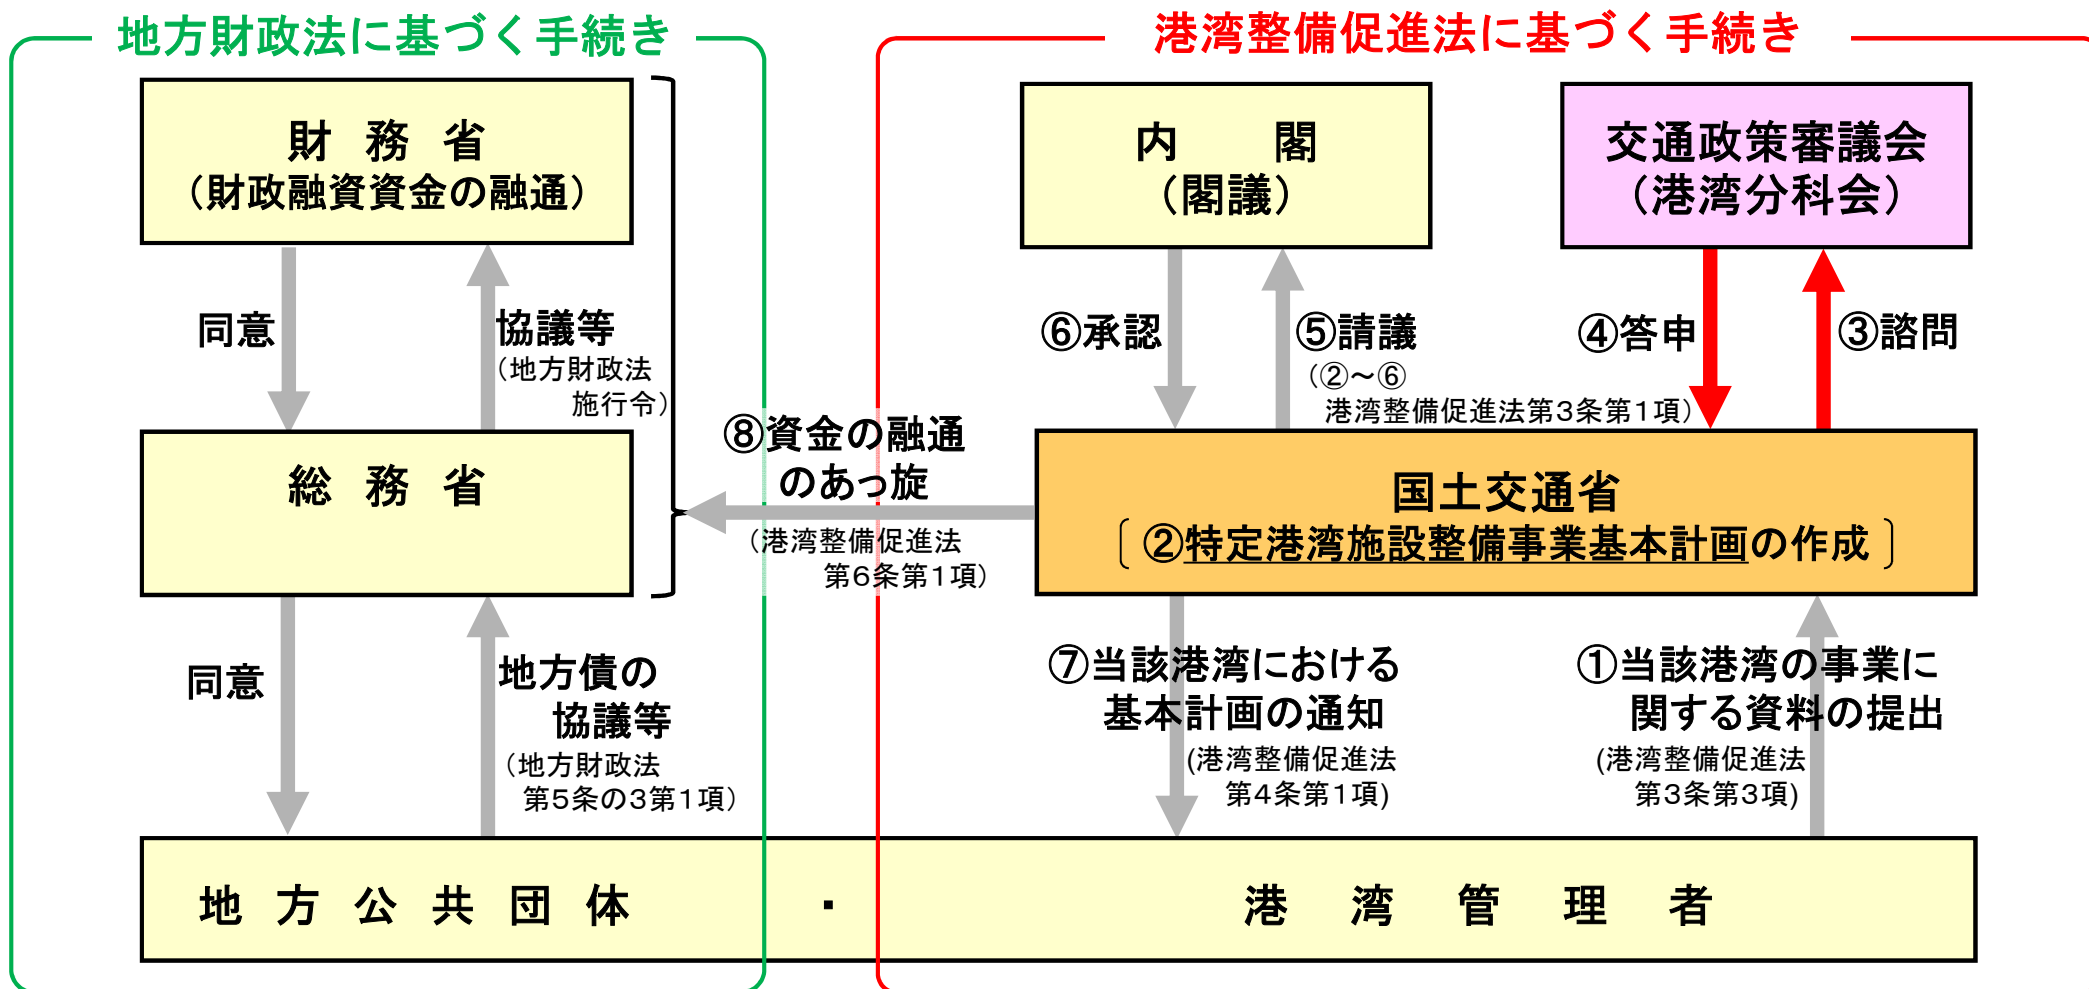 地方財政法に基づく手続き
港湾整備促進法に基づく手続き
財務省
（財政融資資金の融通）
内閣
（閣議）
交通政策審議会
（港湾分科会）
同意
協議等
（地方財政法
施行令）
⑥承認
⑤請議
（②～⑥
港湾整備促進法第３条第１項）
④答申
③諮問
総務省
⑧資金の融通
のあっ旋
（港湾整備促進法
第６条第１項）
国土交通省
〔②特定港湾施設整備事業基本計画の作成〕
同意
地方債の
協議等
（地方財政法
第５条の３第１項）
⑦当該港湾における
基本計画の通知
(港湾整備促進法
第４条第１項)
①当該港湾の事業に
関する資料の提出
(港湾整備促進法
第３条第３項)
地方公共団体・港湾管理者